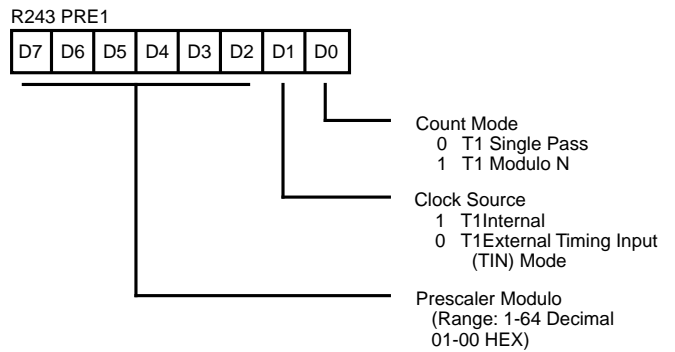 R243 PRE1
D7 D6 D5 D4 D3 D2 D1 D0
Count Mode
0 T1 Single Pass
1 T1 Modulo N
Clock Source
1 T1Internal
0 T1External Timing Input
(TIN) Mode
Prescaler Modulo
(Range: 1-64 Decimal
01-00 HEX)